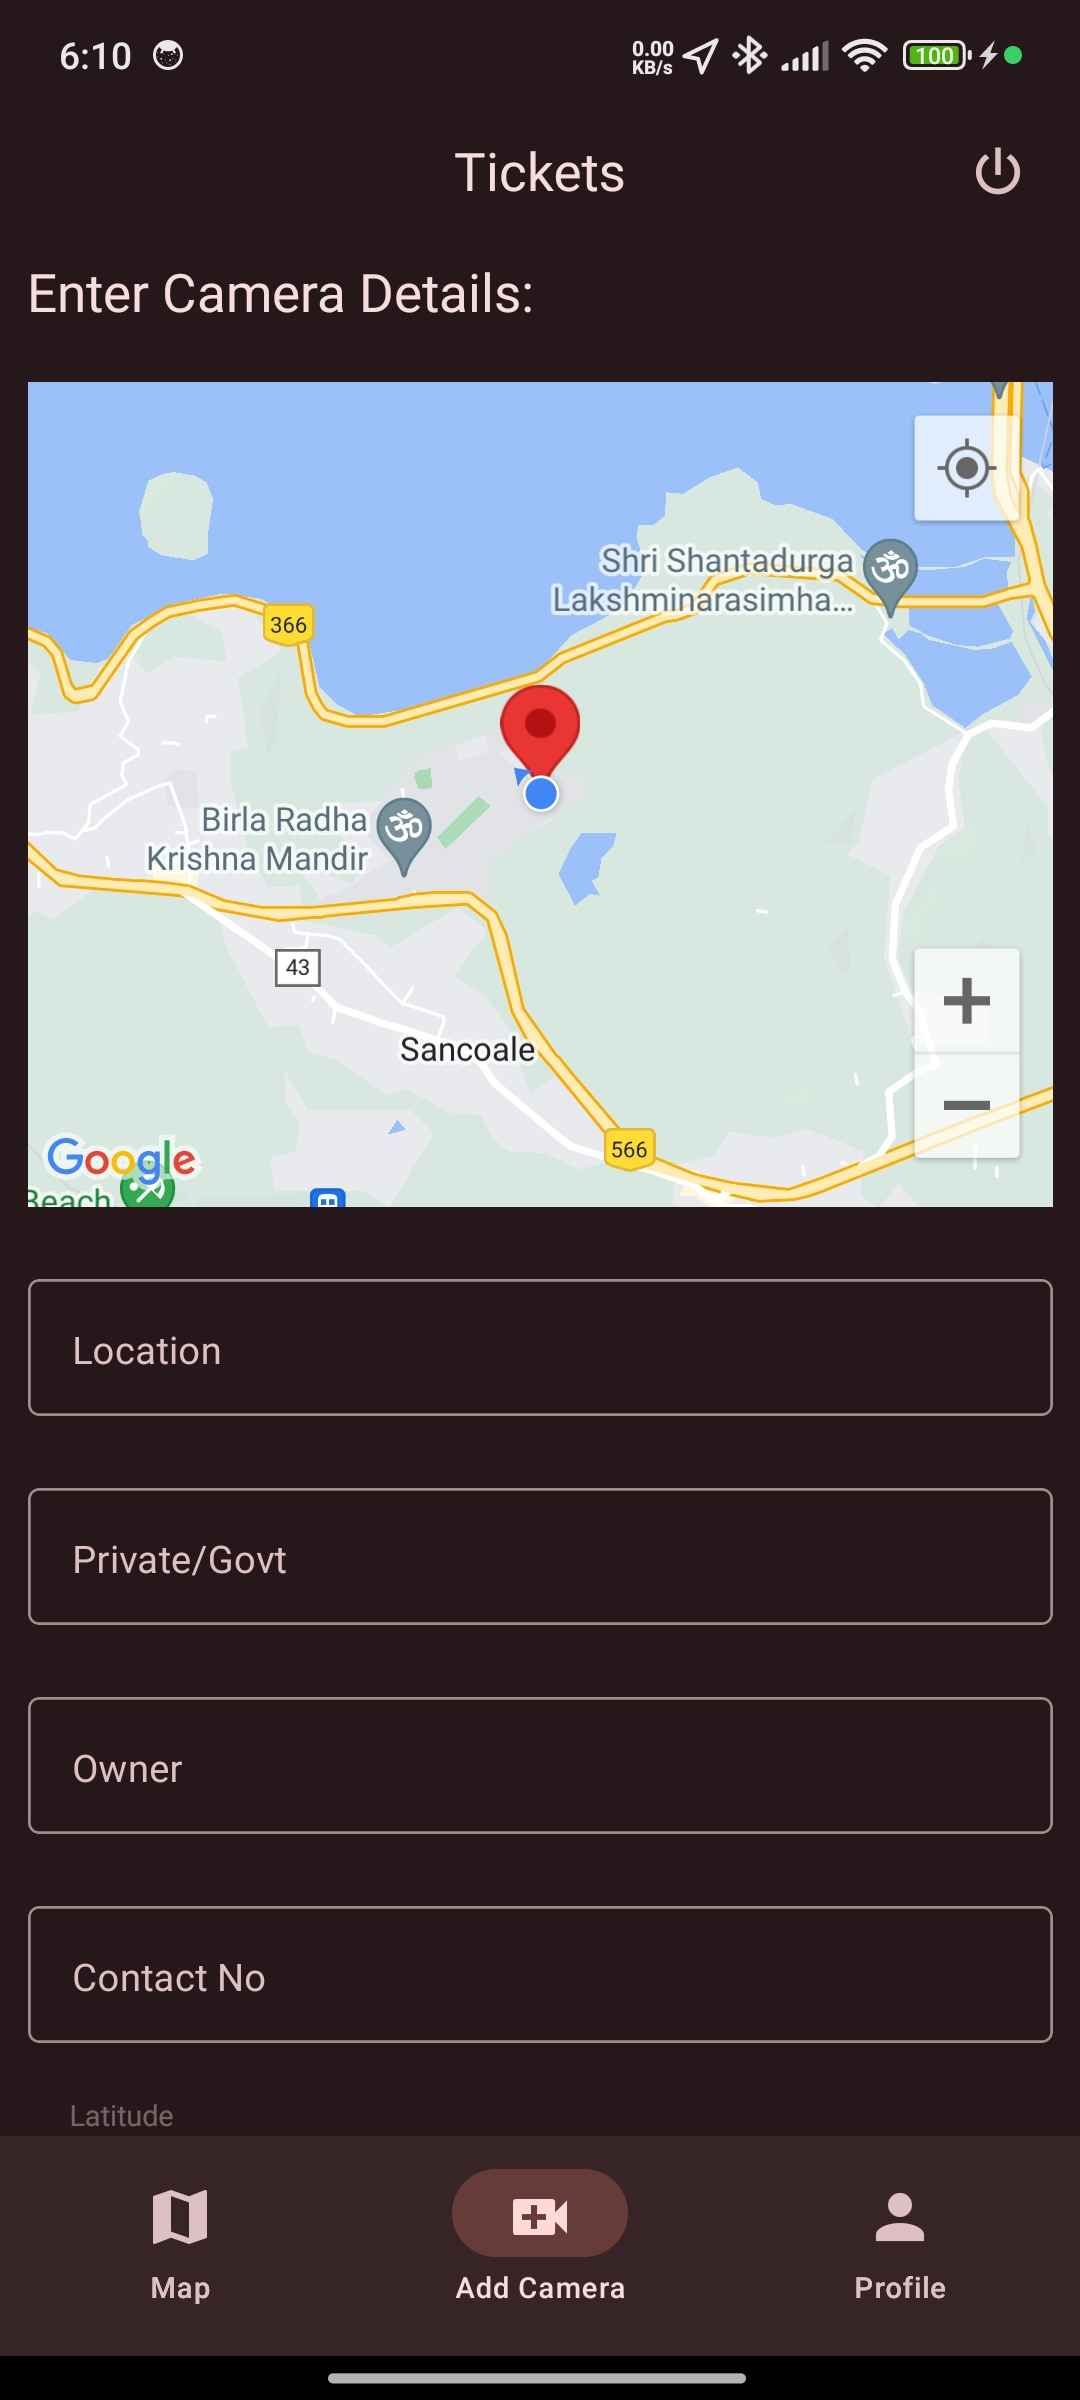 6:10
0.00
KB/s
100
Tickets
Enter Camera Details:
Shri Shantadurga
Lakshminarasimha...
366
Birla Radha
Krishna Mandir
ॐ
ॐ
43
Sancoale
566
Google
Beach
Location
Private/Govt
Owner
Contact No
Latitude
Map
Add Camera
Profile